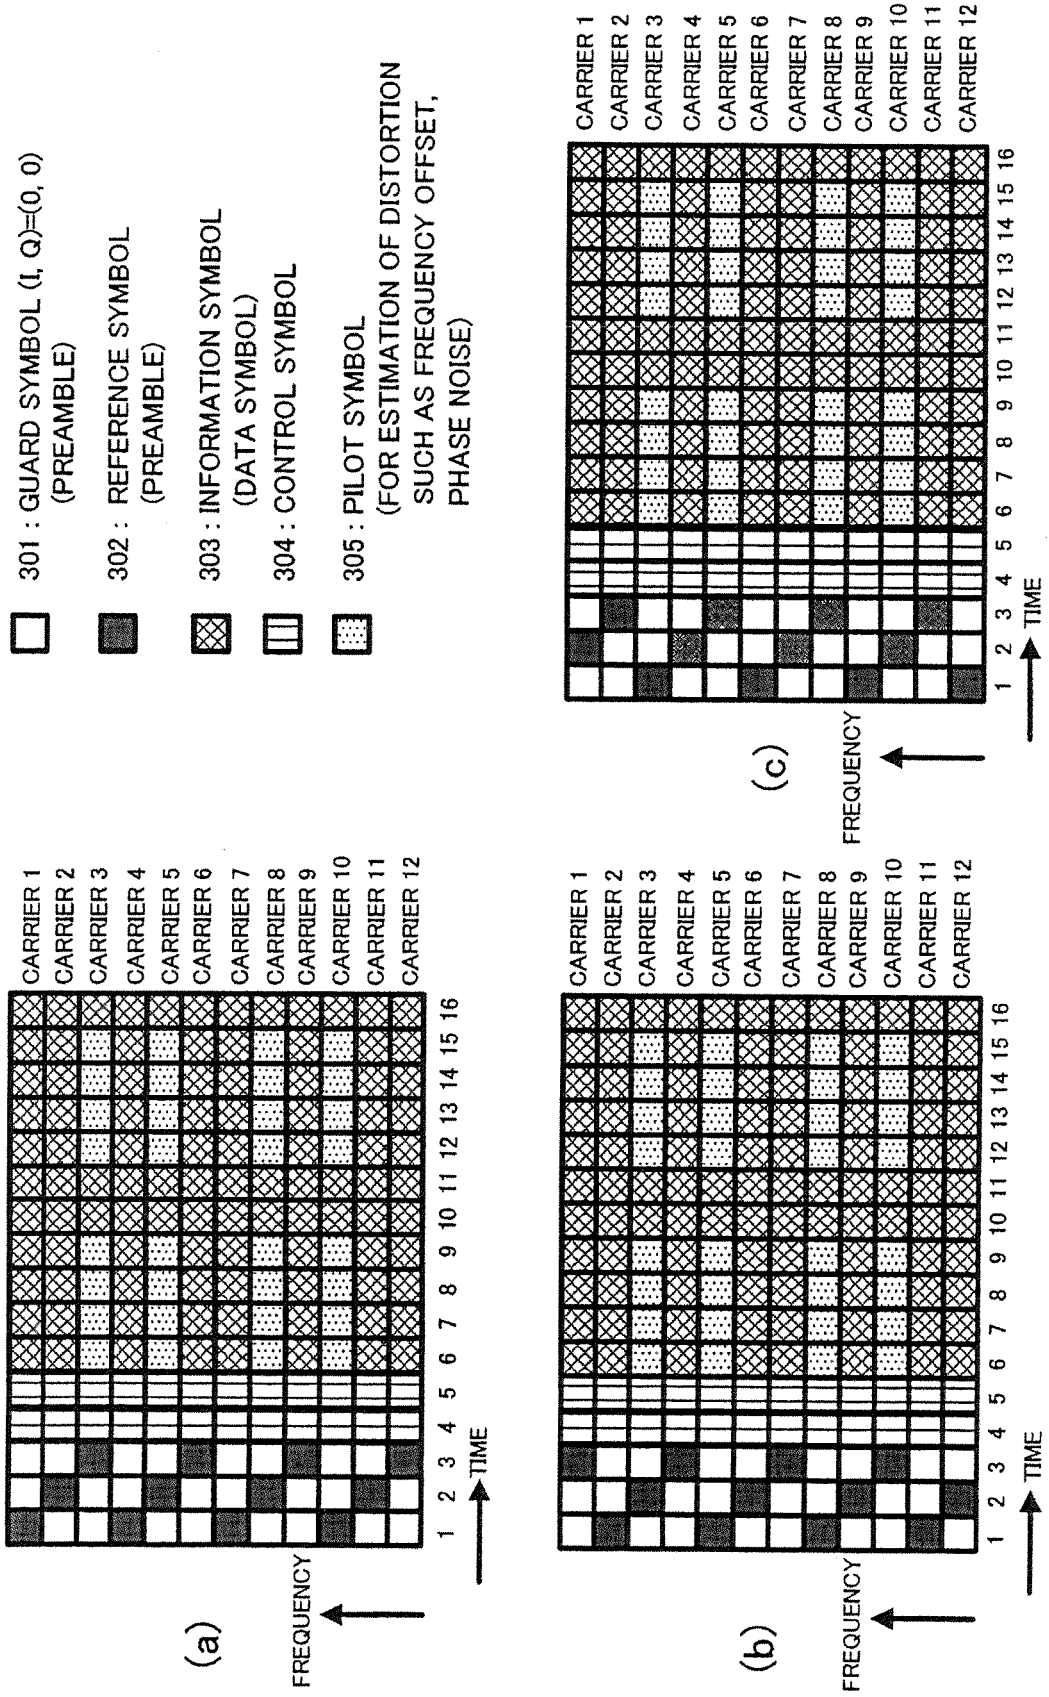 301 : GUARD SYMBOL (I, Q)=(0, 0)
(PREAMBLE)
302 : REFERENCE SYMBOL
(PREAMBLE)
303 : INFORMATION SYMBOL
(DATA SYMBOL)
304 : CONTROL SYMBOL
305 : PILOT SYMBOL
(FOR ESTIMATION OF DISTORTION
SUCH AS FREQUENCY OFFSET,
PHASE NOISE)
(a)
CARRIER 1
CARRIER 2
CARRIER 3
CARRIER 4
CARRIER 5
CARRIER 6
CARRIER 7
CARRIER 8
CARRIER 9
CARRIER 10
CARRIER 11
CARRIER 12
1 2 3 4 5 6 7 8 9 10 11 12 13 14 15 16
FREQUENCY
TIME
(b)
CARRIER 1
CARRIER 2
CARRIER 3
CARRIER 4
CARRIER 5
CARRIER 6
CARRIER 7
CARRIER 8
CARRIER 9
CARRIER 10
CARRIER 11
CARRIER 12
1 2 3 4 5 6 7 8 9 10 11 12 13 14 15 16
FREQUENCY
TIME
(c)
CARRIER 1
CARRIER 2
CARRIER 3
CARRIER 4
CARRIER 5
CARRIER 6
CARRIER 7
CARRIER 8
CARRIER 9
CARRIER 10
CARRIER 11
CARRIER 12
1 2 3 4 5 6 7 8 9 10 11 12 13 14 15 16
FREQUENCY
TIME